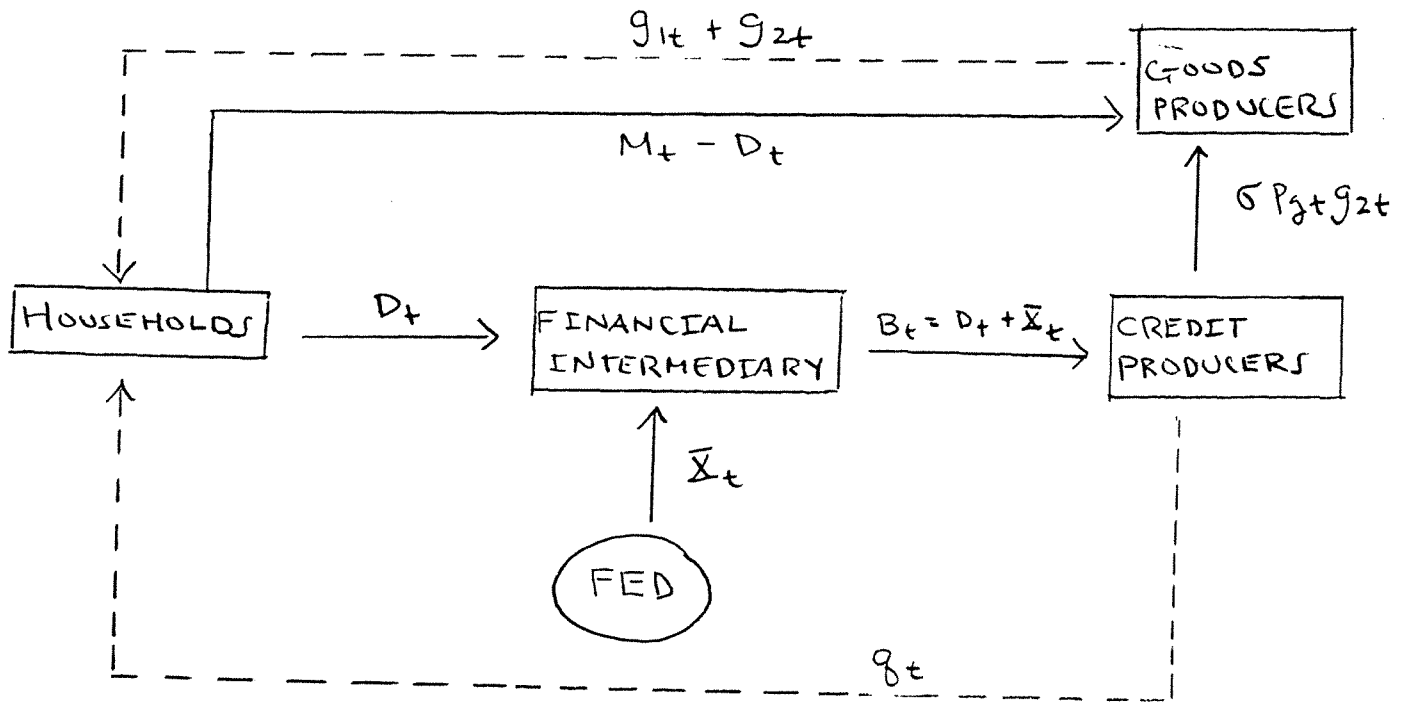 g1t + g2t
GOODS
PRODUCERS
Mt - Dt
σ Pgt g2t
HOUSEHOLDS
Dt
FINANCIAL
INTERMEDIARY
Bt = Dt + X̄t
CREDIT
PRODUCERS
X̄t
FED
qt